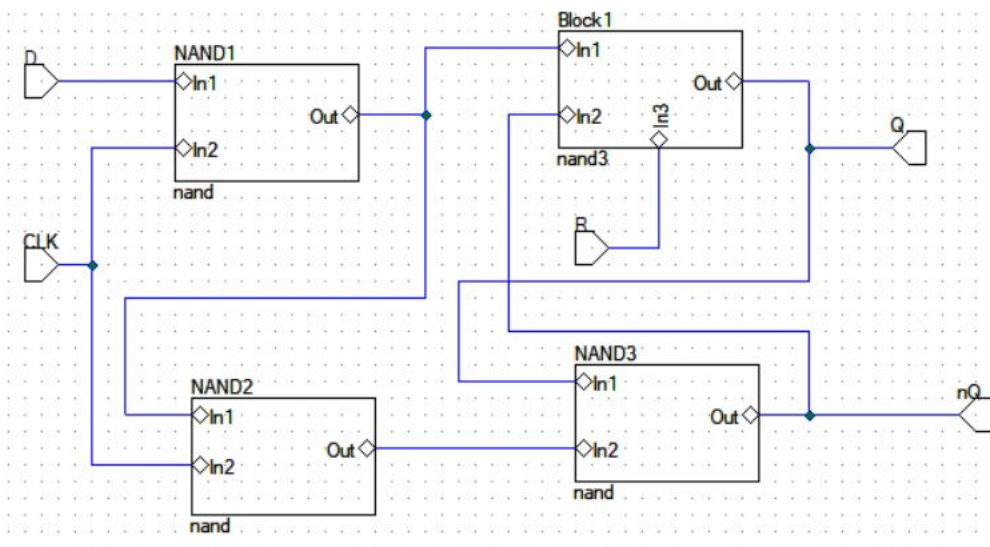 D
NAND1
In1
In2
Out
nand
CLK
NAND2
In1
In2
Out
nand
Block1
In1
In2
In3
Out
nand3
R
Q
NAND3
In1
In2
Out
nand
nQ